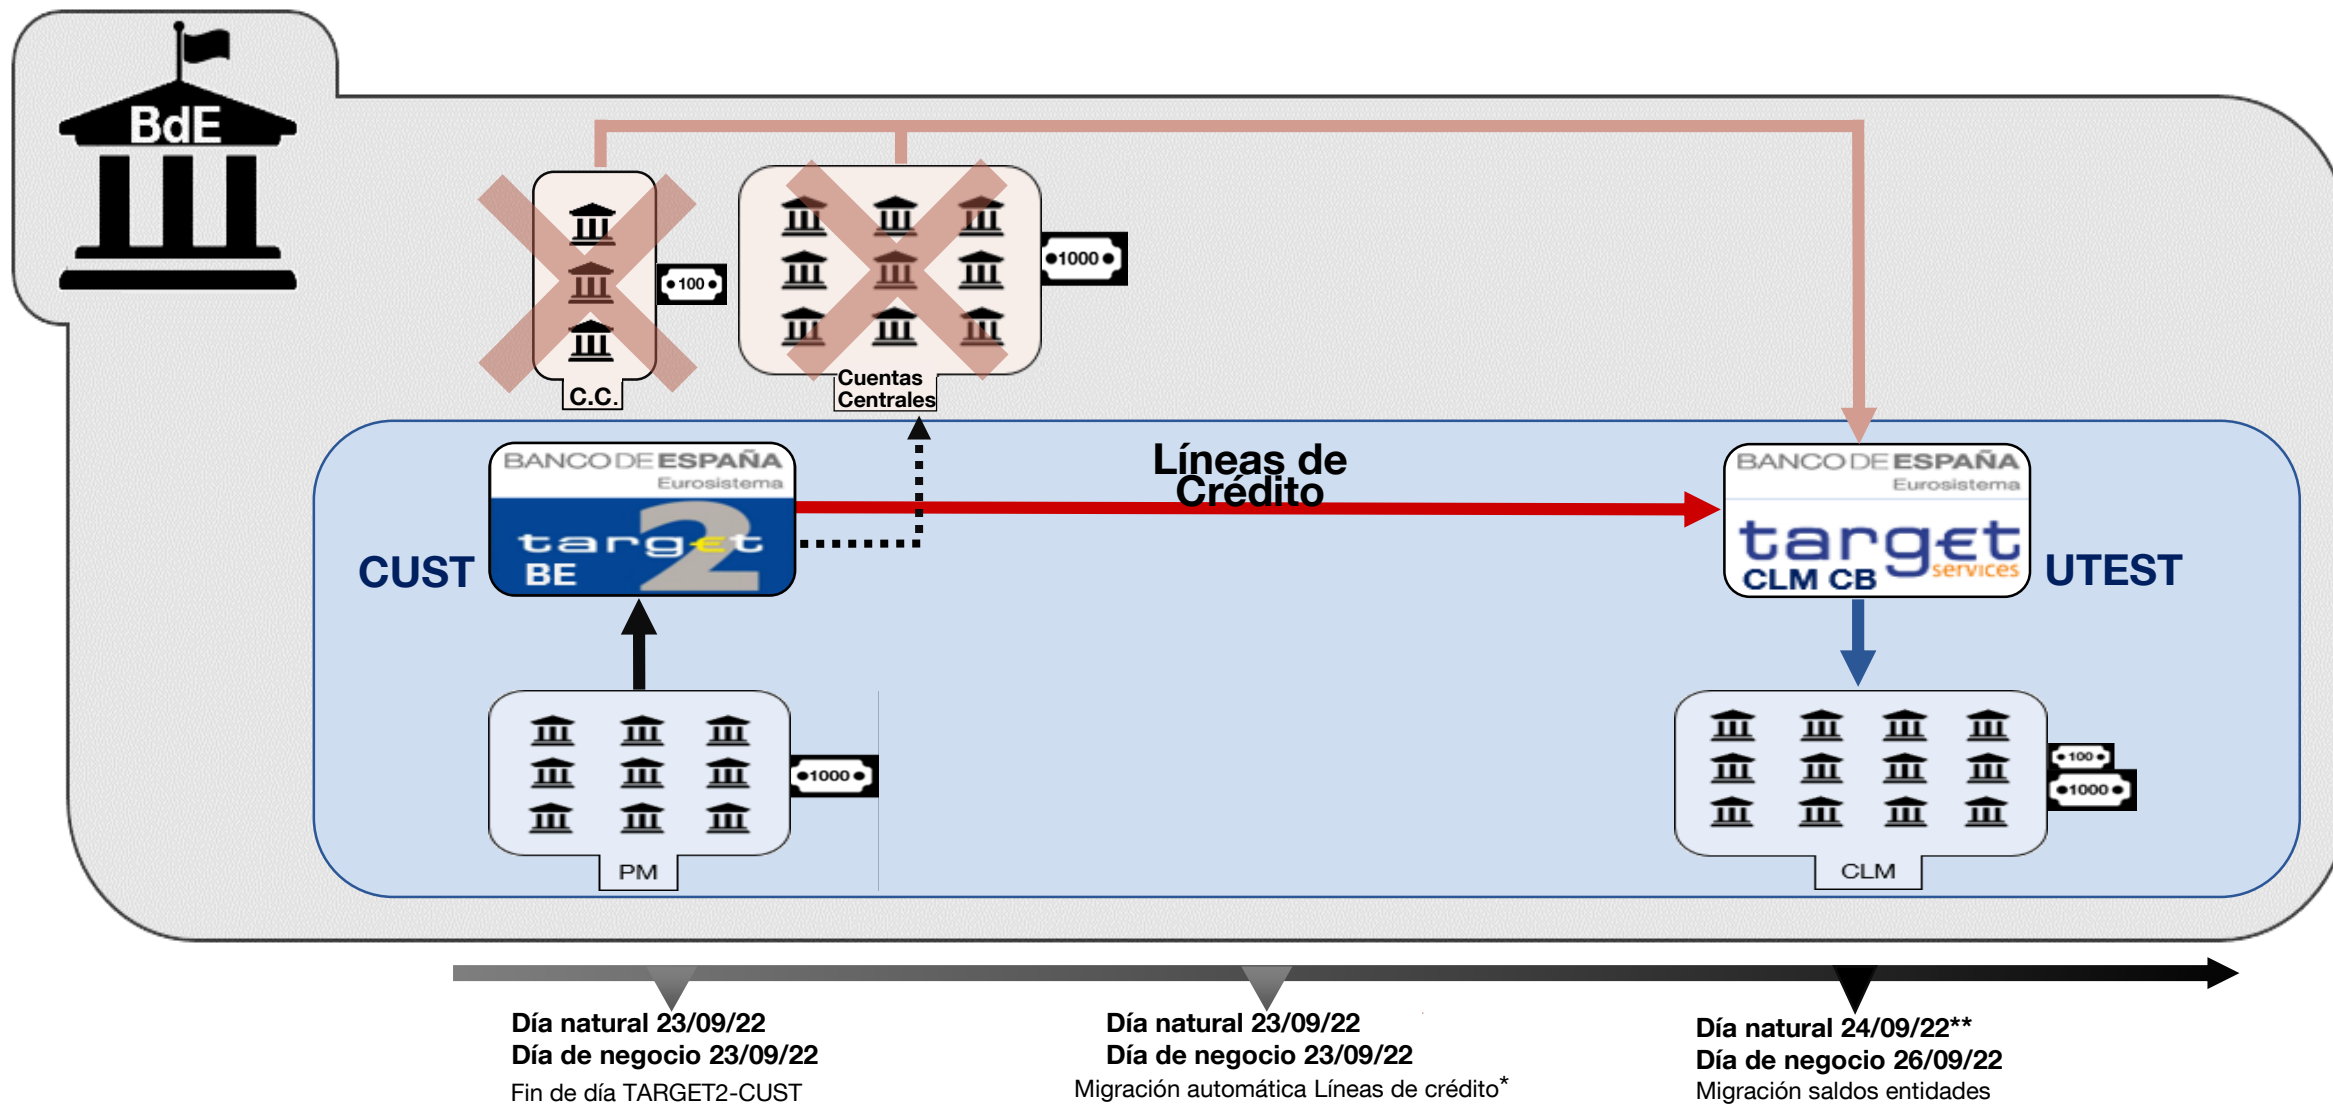 BdE
100
1000
C.C.
Cuentas
Centrales
BANCO DE ESPAÑA
Eurosistema
target2
BE
CUST
Líneas de
Crédito
BANCO DE ESPAÑA
Eurosistema
target
services
CLM CB
UTEST
1000
PM
100
1000
CLM
Día natural 23/09/22
Día de negocio 23/09/22
Fin de día TARGET2-CUST
Día natural 23/09/22
Día de negocio 23/09/22
Migración automática Líneas de crédito*
Día natural 24/09/22**
Día de negocio 26/09/22
Migración saldos entidades